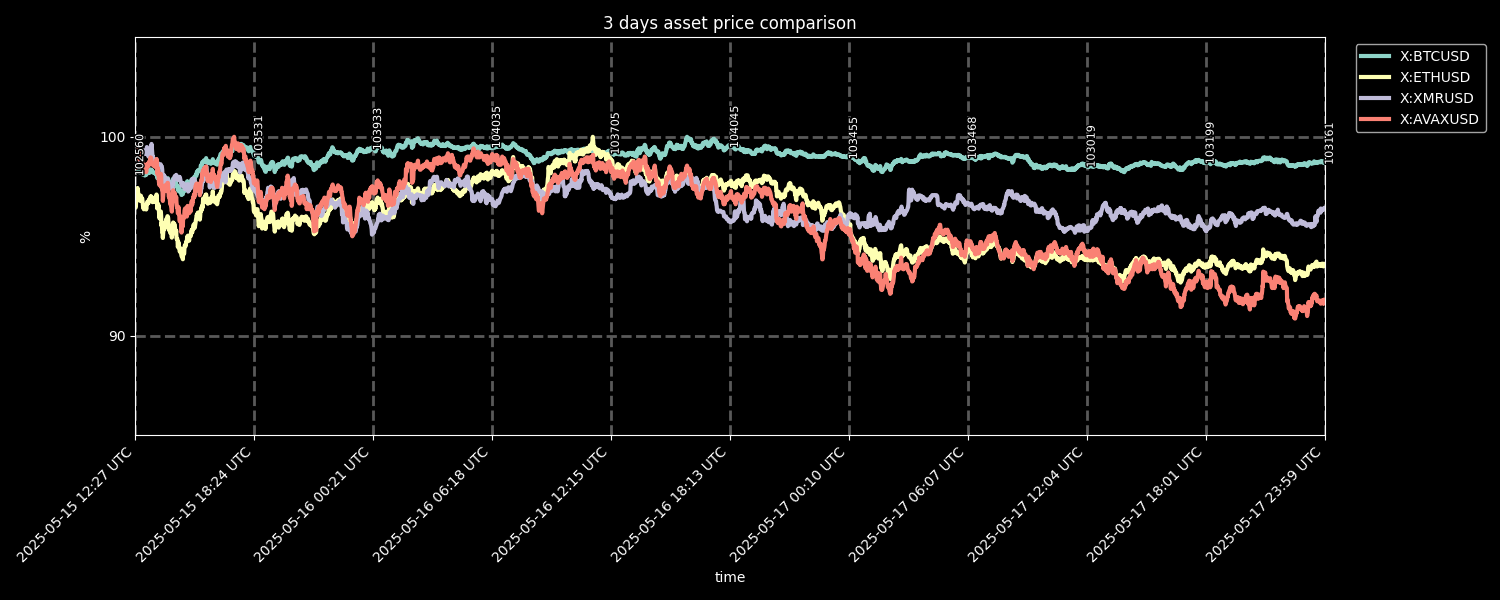 3 days asset price comparison
X:BTCUSD
X:ETHUSD
X:XMRUSD
X:AVAXUSD
100
90
%
102560
103531
103933
104035
103705
104045
103455
103468
103019
103199
103161
2025-05-15 12:27 UTC
2025-05-15 18:24 UTC
2025-05-16 00:21 UTC
2025-05-16 06:18 UTC
2025-05-16 12:15 UTC
2025-05-16 18:13 UTC
2025-05-17 00:10 UTC
2025-05-17 06:07 UTC
2025-05-17 12:04 UTC
2025-05-17 18:01 UTC
2025-05-17 23:59 UTC
time